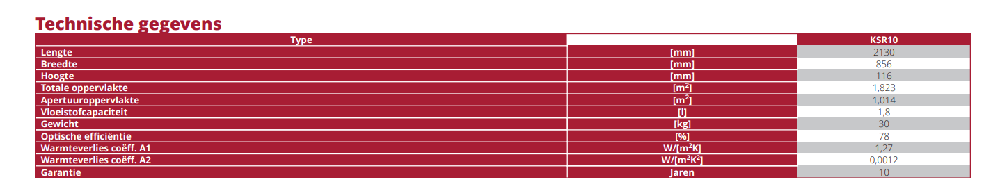 Technische gegevens
Type KSR10
Lengte [mm] 2130
Breedte [mm] 856
Hoogte [mm] 116
Totale oppervlakte [m²] 1,823
Apertuuroppervlakte [m²] 1,014
Vloeistofcapaciteit [l] 1,8
Gewicht [kg] 30
Optische efficiëntie [%] 78
Warmteverlies coëff. A1 W/[m²K] 1,27
Warmteverlies coëff. A2 W/[m²K²] 0,0012
Garantie Jaren 10